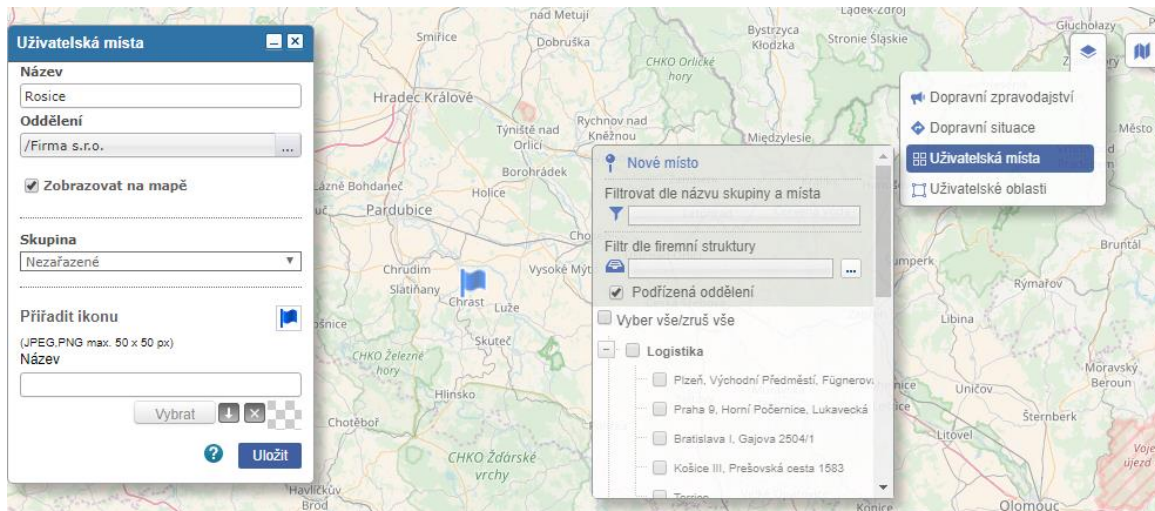 Uživatelská místa
Název
Rosice
Oddělení
/Firma s.r.o.
...
Zobrazovat na mapě
Skupina
Nezařazené
Přiřadit ikonu
(JPEG,PNG max. 50 x 50 px)
Název
Vybrat
? Uložit
nad Metují
Smiřice
Dobruška
Hradec Králové
CHKO Orlické
hory
Bystrzyca
Kłodzka
Stronie Śląskie
Lądek-Zdrój
Głuchołazy
Týniště nad
Orlicí
Rychnov nad
Kněžnou
Międzylesie
Borohrádek
Lázně Bohdaneč
Holice
Pardubice
Chrudim
Slatiňany
Chrast
Luže
Vysoké Mýt
Skuteč
CHKO Železné
hory
Hlinsko
Chotěboř
CHKO Žďárské
vrchy
Havlíčkův
Brod
Nové místo
Filtrovat dle názvu skupiny a místa
Filtr dle firemní struktury
...
Podřízená oddělení
Vyber vše/zruš vše
Logistika
Plzeň, Východní Předměstí, Fügnerov
Praha 9, Horní Počernice, Lukavecká
Bratislava I, Gajova 2504/1
Košice III, Prešovská cesta 1583
Dopravní zpravodajství
Dopravní situace
Uživatelská místa
Uživatelské oblasti
Město
Bruntál
umperk
Rýmařov
Libina
Moravský
Beroun
Uničov
Šternberk
Litovel
Voje
újezd
Konice
Olomouc